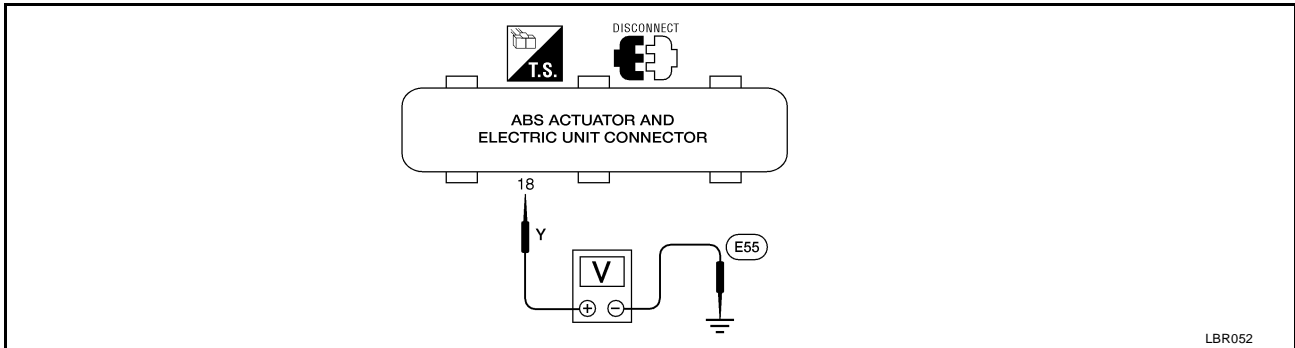 DISCONNECT
T.S.
ABS ACTUATOR AND
ELECTRIC UNIT CONNECTOR
18
Y
E55
V
+ −
LBR052